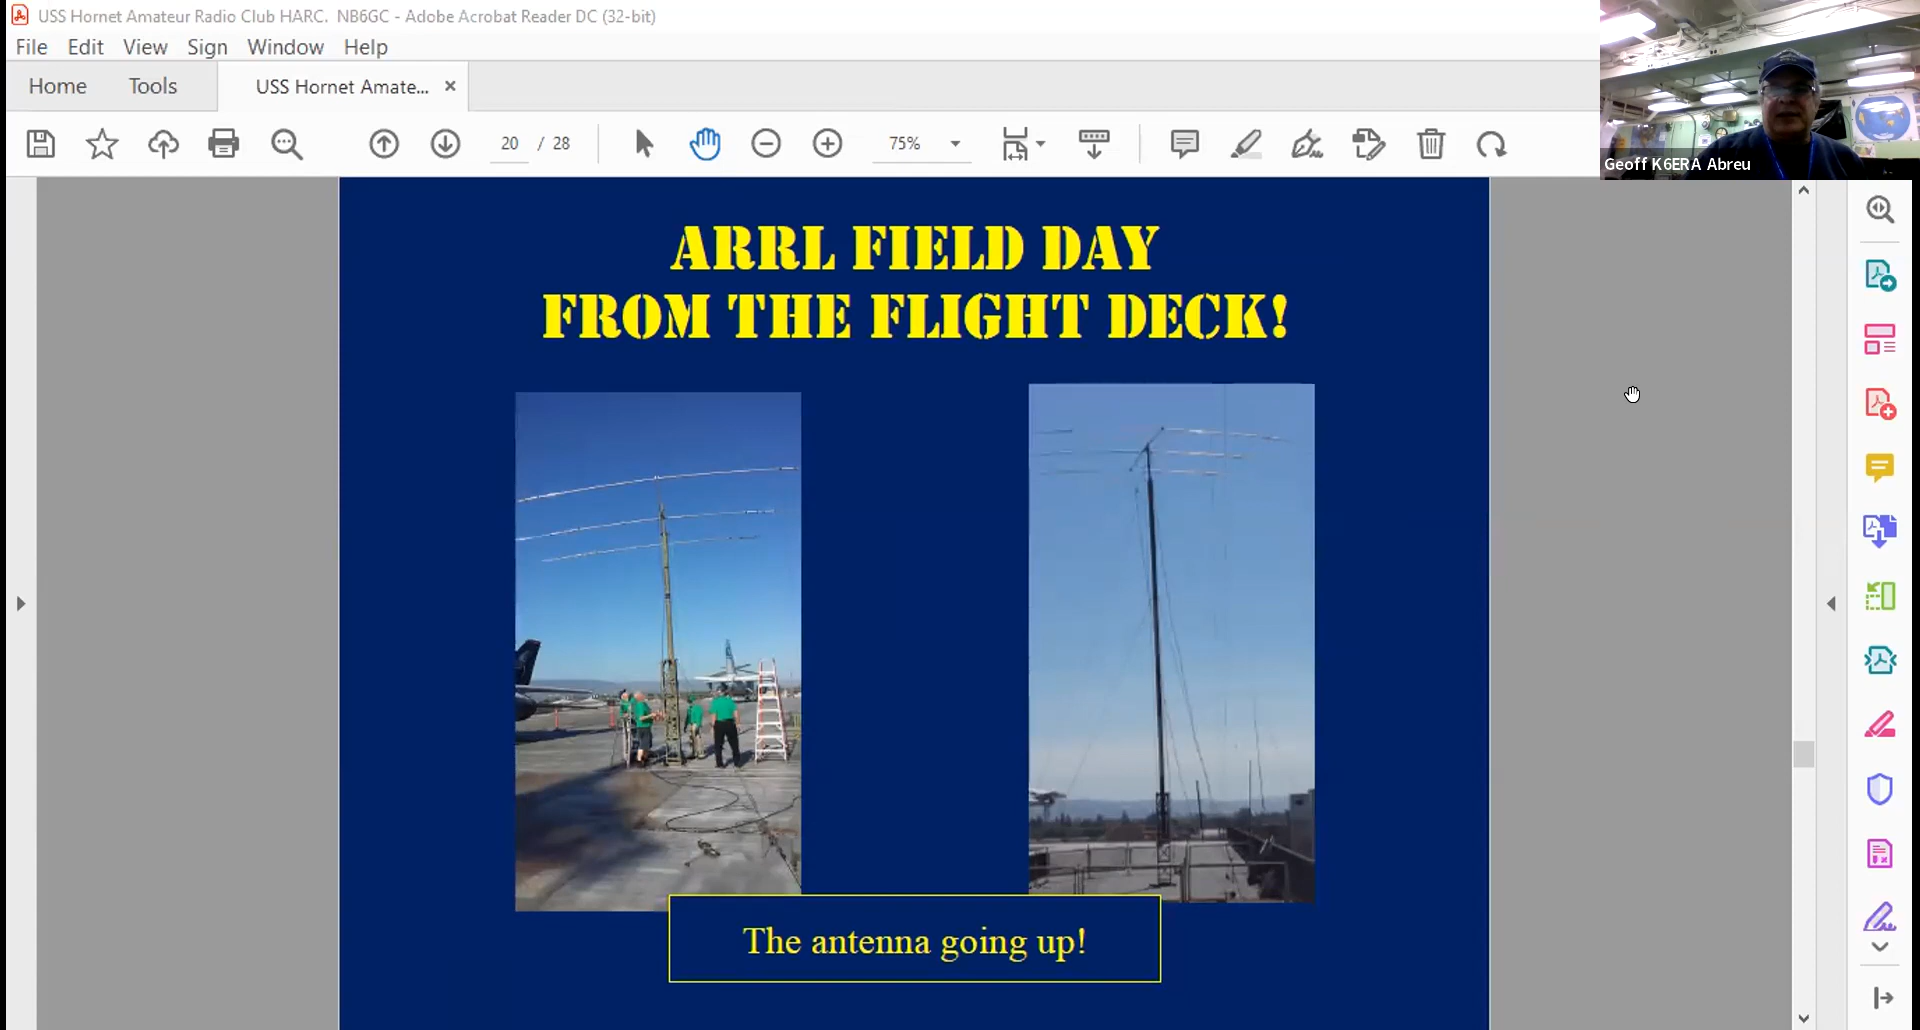 USS Hornet Amateur Radio Club HARC.  NB6GC - Adobe Acrobat Reader DC (32-bit)
File Edit View Sign Window Help
Home Tools USS Hornet Amate... ×
20 / 28 75%
Geoff K6ERA Abreu
ARRL FIELD DAY
FROM THE FLIGHT DECK!
The antenna going up!